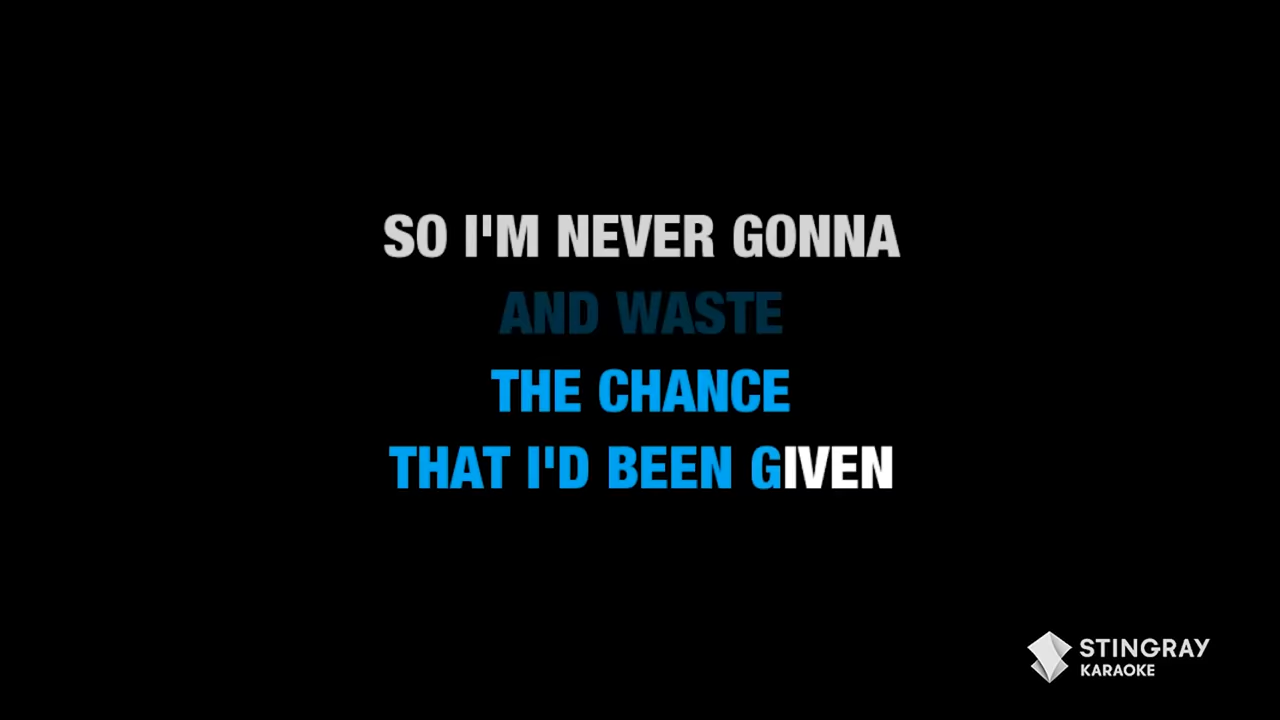 SO I'M NEVER GONNA
AND WASTE
THE CHANCE
THAT I'D BEEN GIVEN
STINGRAY
KARAOKE